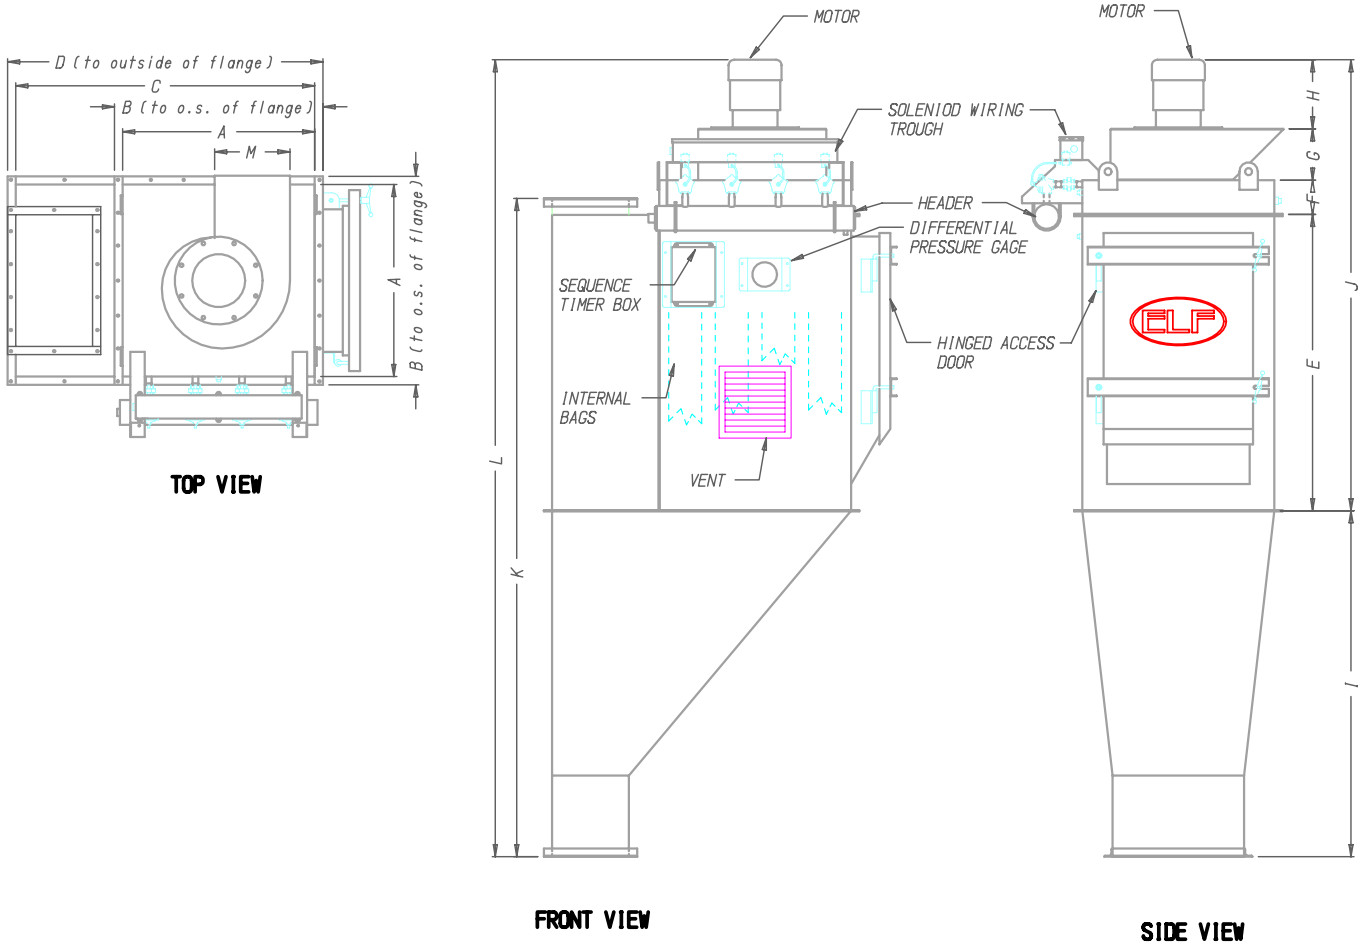 MOTOR
MOTOR
D (to outside of flange)
C
B (to o.s. of flange)
A
M
A
B (to o.s. of flange)
SOLENIOD WIRING
TROUGH
H
G
F
HEADER
DIFFERENTIAL
PRESSURE GAGE
SEQUENCE
TIMER BOX
J
ELF
HINGED ACCESS
DOOR
E
INTERNAL
BAGS
L
VENT
TOP VIEW
K
I
FRONT VIEW
SIDE VIEW